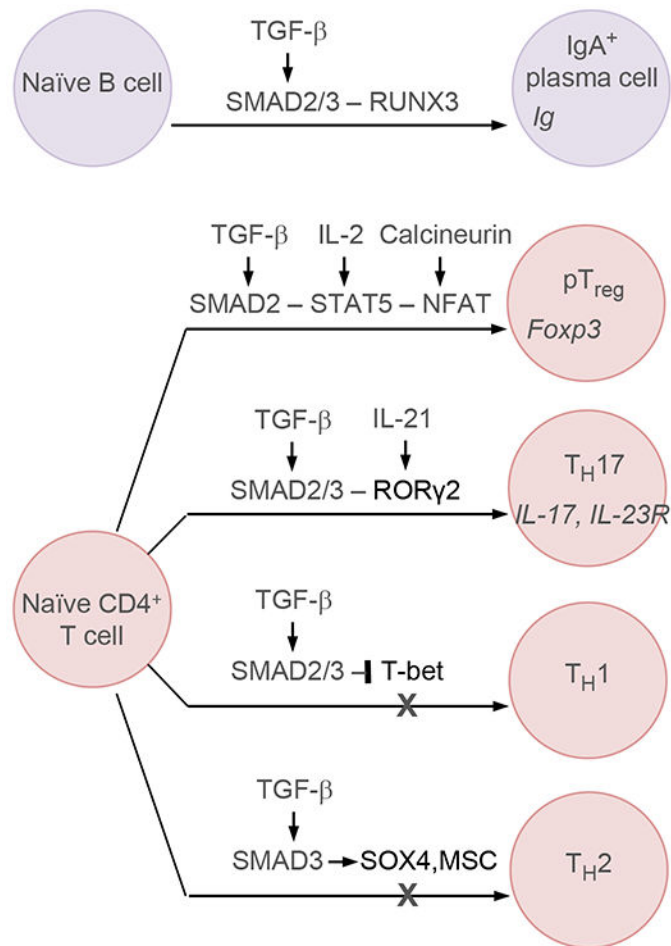 TGF-β
Naïve B cell
SMAD2/3 – RUNX3
IgA⁺
plasma cell
Ig
TGF-β IL-2 Calcineurin
SMAD2 – STAT5 – NFAT
pTreg
Foxp3
TGF-β IL-21
SMAD2/3 – RORγ2
TH17
IL-17, IL-23R
Naïve CD4⁺
T cell
TGF-β
SMAD2/3 T-bet
X
TH1
TGF-β
SMAD3 SOX4,MSC
X
TH2